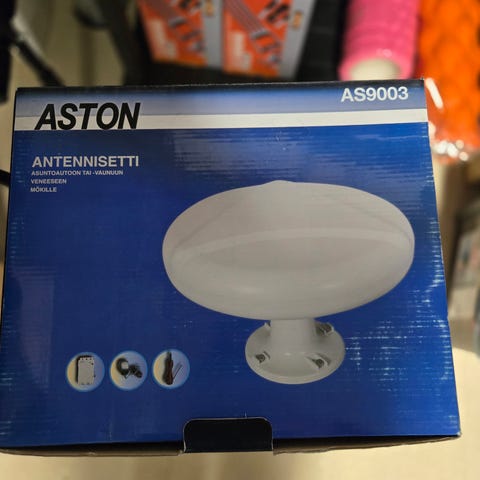 ASTON
AS9003
ANTENNISETTI
ASUNTOAUTOON TAI -VAUNUUN
VENEESEEN
MÖKILLE